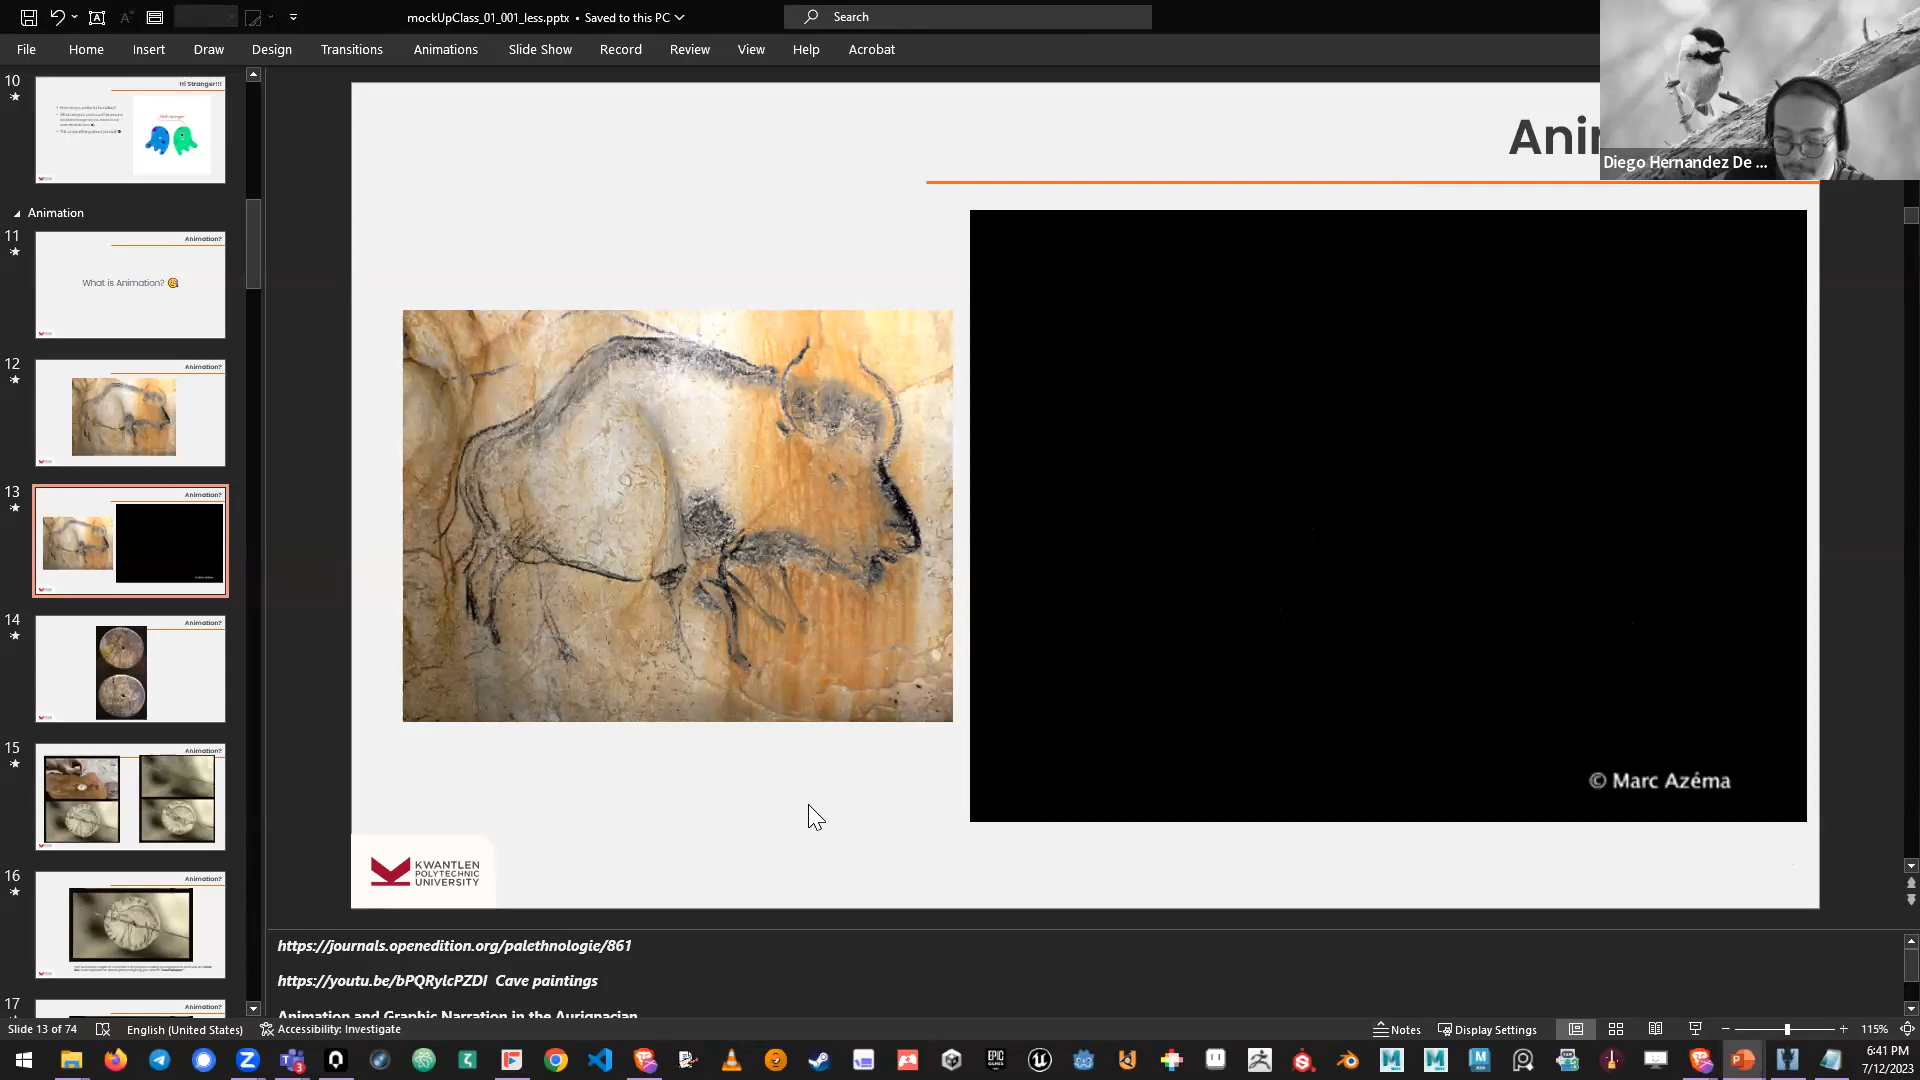 mockUpClass_01_001_less.pptx • Saved to this PC
Search
File Home Insert Draw Design Slide Show Transitions Animations Slide Show Record Review View Help Acrobat
10
Hi Stranger!!!
Animation
11
Animation?
What is Animation?
12
Animation?
13
Animation?
14
Animation?
15
Animation?
16
Animation?
17
Animation?
Ani
Diego Hernandez De ...
© Marc Azéma
KWANTLEN
POLYTECHNIC
UNIVERSITY
https://journals.openedition.org/palethnologie/861
https://youtu.be/bPQRylcPZDI Cave paintings
Animation and Graphic Narration in the Aurignacian
Slide 13 of 74 English (United States) Accessibility: Investigate Notes Display Settings 115%
6:41 PM
7/12/2023